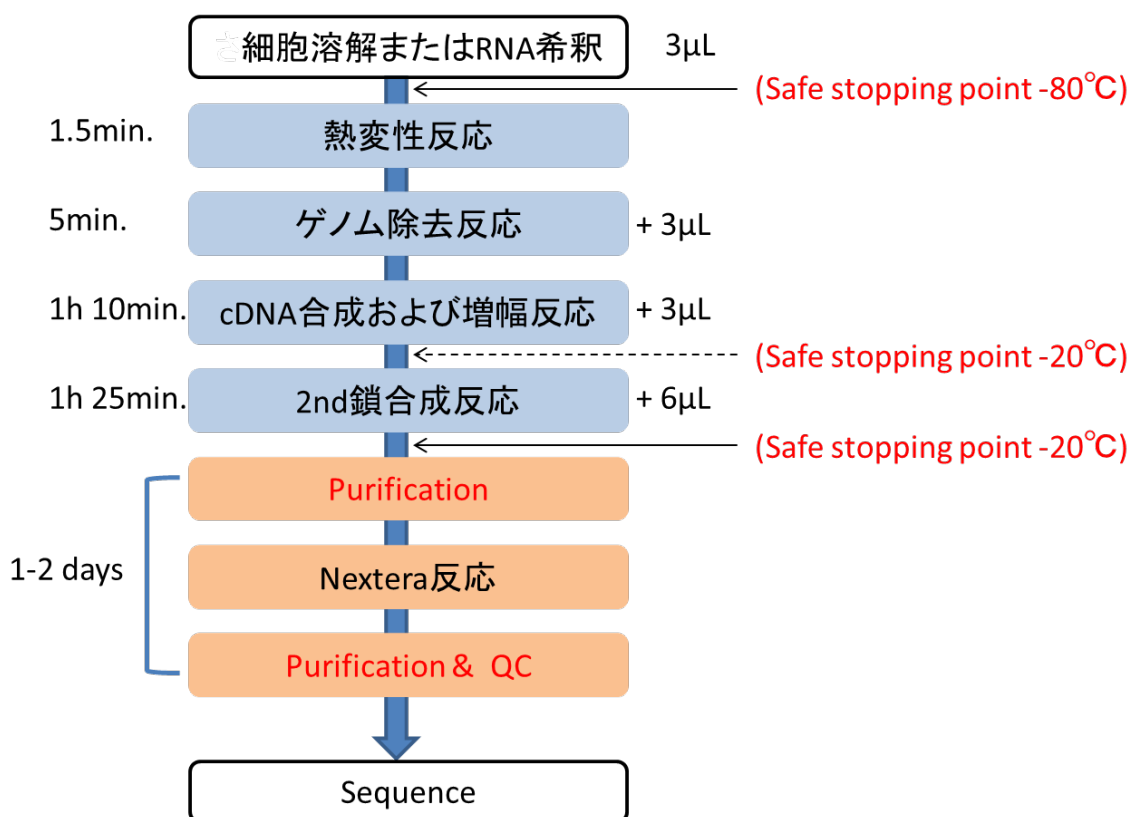 細胞溶解またはRNA希釈 3µL
(Safe stopping point -80℃)
1.5min. 熱変性反応
5min. ゲノム除去反応 + 3µL
1h 10min. cDNA合成および増幅反応 + 3µL
(Safe stopping point -20℃)
1h 25min. 2nd鎖合成反応 + 6µL
(Safe stopping point -20℃)
Purification
1-2 days Nextera反応
Purification & QC
Sequence